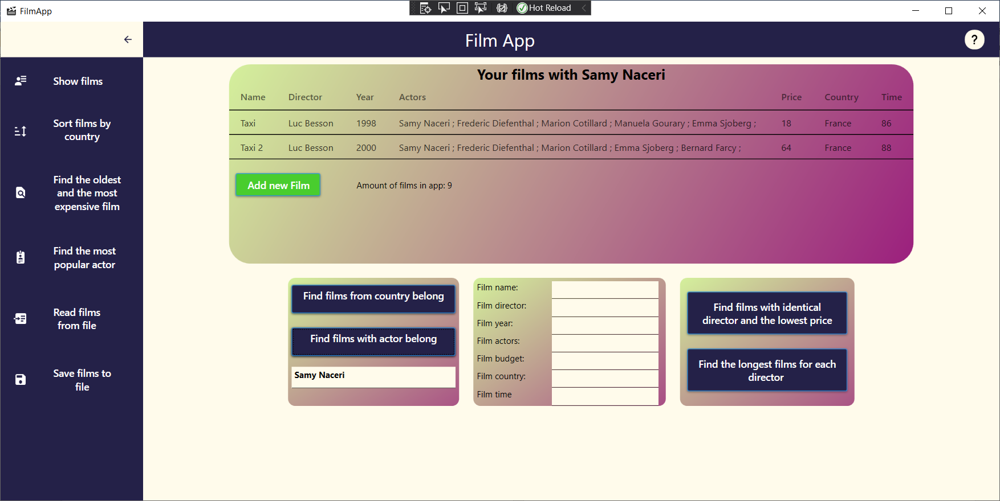 FilmApp
Hot Reload
Film App
?
Show films
Sort films by
country
Find the oldest
and the most
expensive film
Find the most
popular actor
Read films
from file
Save films to
file
Your films with Samy Naceri
Name Director Year Actors Price Country Time
Taxi Luc Besson 1998 Samy Naceri ; Frederic Diefenthal ; Marion Cotillard ; Manuela Gourary ; Emma Sjoberg ; 18 France 86
Taxi 2 Luc Besson 2000 Samy Naceri ; Frederic Diefenthal ; Marion Cotillard ; Emma Sjoberg ; Bernard Farcy ; 64 France 88
Add new Film
Amount of films in app: 9
Find films from country belong
Find films with actor belong
Samy Naceri
Film name:
Film director:
Film year:
Film actors:
Film budget:
Film country:
Film time
Find films with identical
director and the lowest price
Find the longest films for each
director